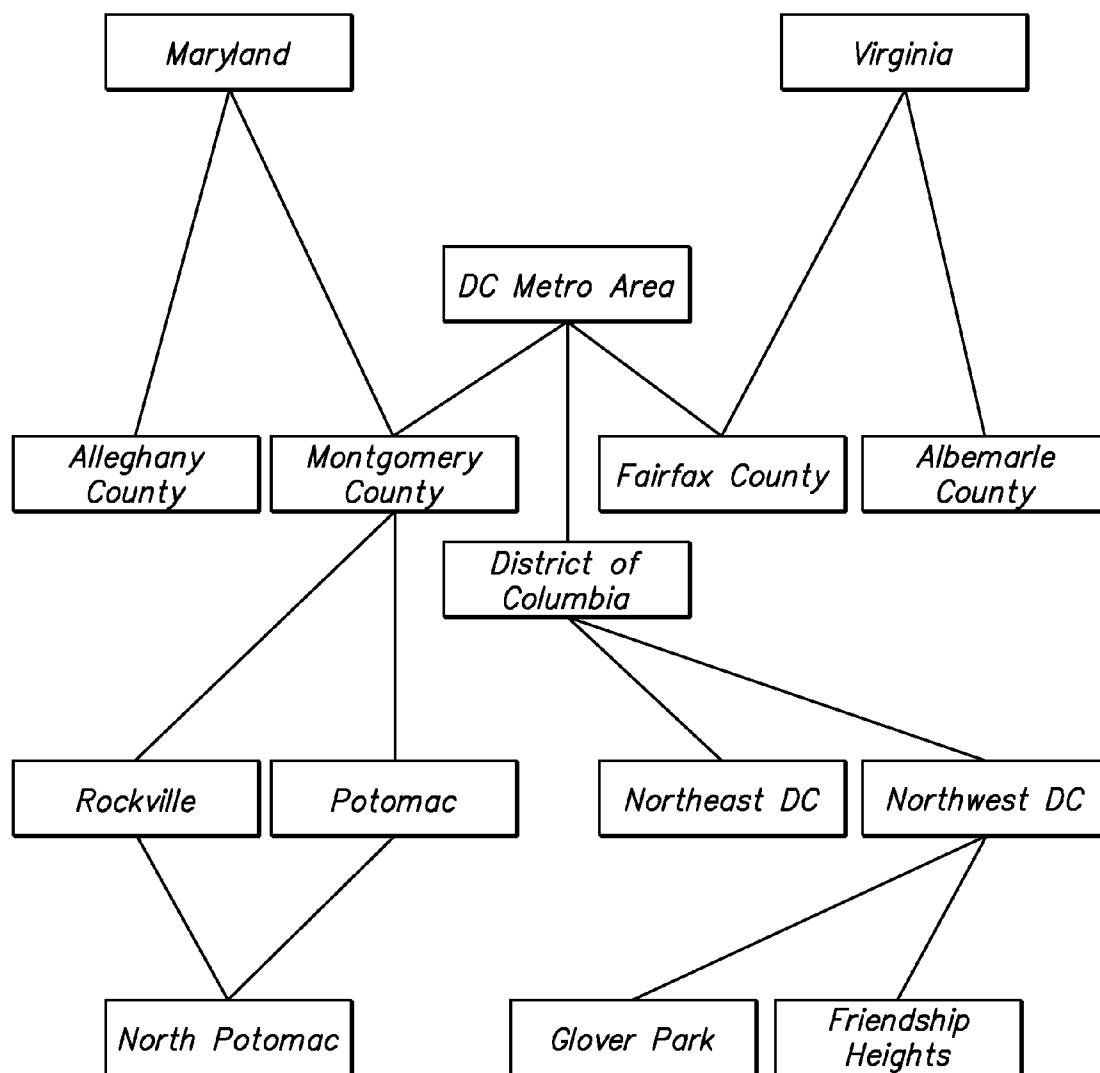 Maryland
Virginia
DC Metro Area
Alleghany
County
Montgomery
County
Fairfax County
Albemarle
County
District of
Columbia
Rockville
Potomac
Northeast DC
Northwest DC
North Potomac
Glover Park
Friendship
Heights